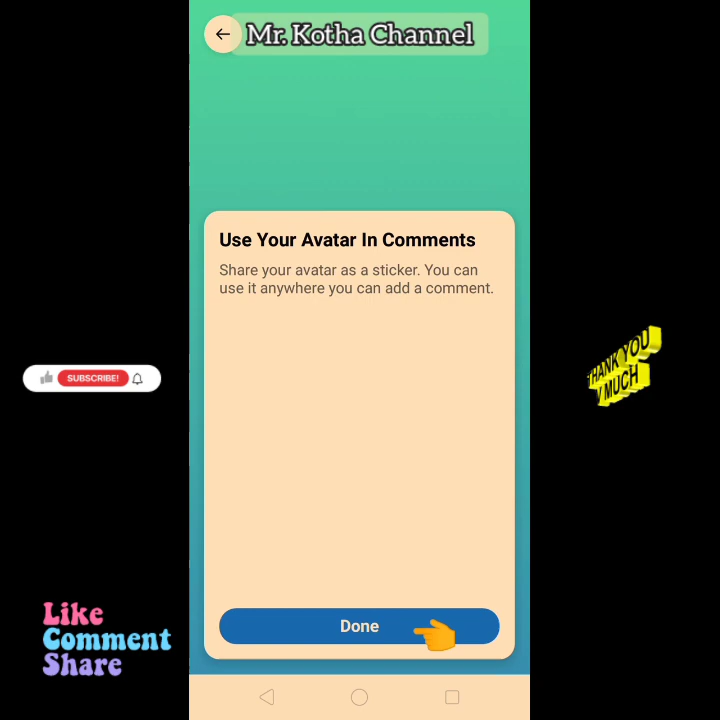 Mr. Kotha Channel
Use Your Avatar In Comments
Share your avatar as a sticker. You can
use it anywhere you can add a comment.
SUBSCRIBE!
THANK YOU
MUCH
Done
Like
Comment
Share